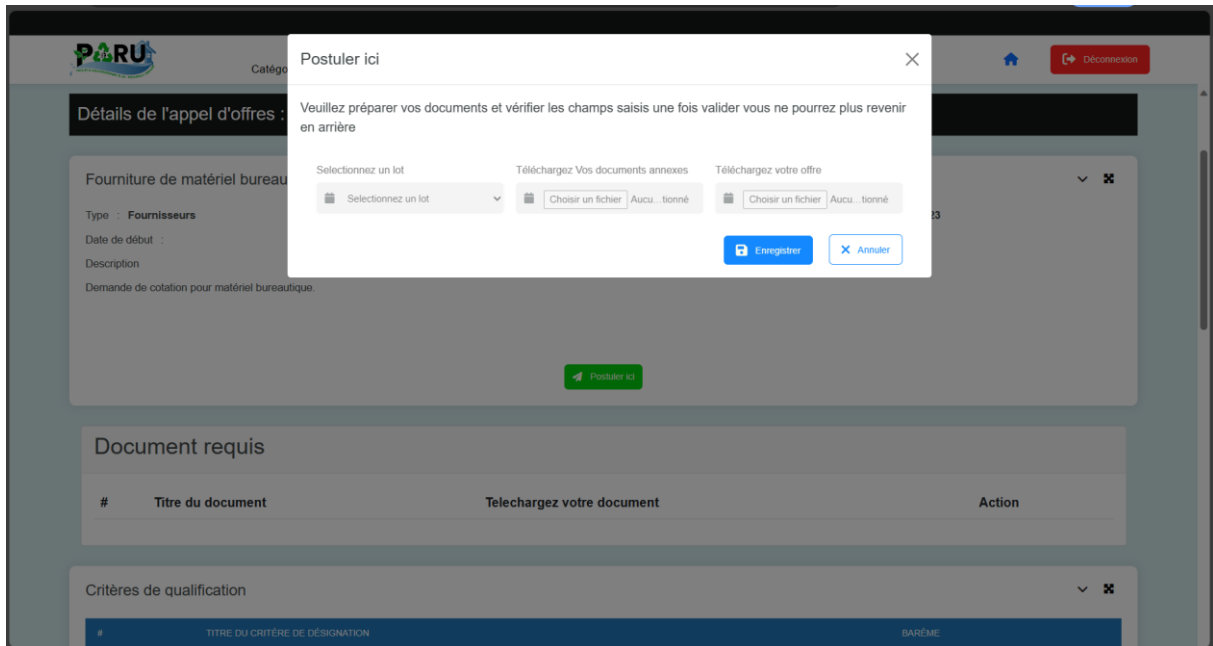 PARU
Catégo
Déconnexion
Postuler ici
Veuillez préparer vos documents et vérifier les champs saisis une fois valider vous ne pourrez plus revenir
en arrière
Selectionnez un lot
Téléchargez Vos documents annexes
Téléchargez votre offre
Selectionnez un lot
Choisir un fichier Aucu…tionné
Choisir un fichier Aucu…tionné
Enregistrer
Annuler
Détails de l'appel d'offres :
Fourniture de matériel bureau
Type : Fournisseurs
23
Date de début :
Description
Demande de cotation pour matériel bureautique.
Postuler ici
Document requis
# Titre du document Telechargez votre document Action
Critères de qualification
# TITRE DU CRITÈRE DE DÉSIGNATION BARÈME